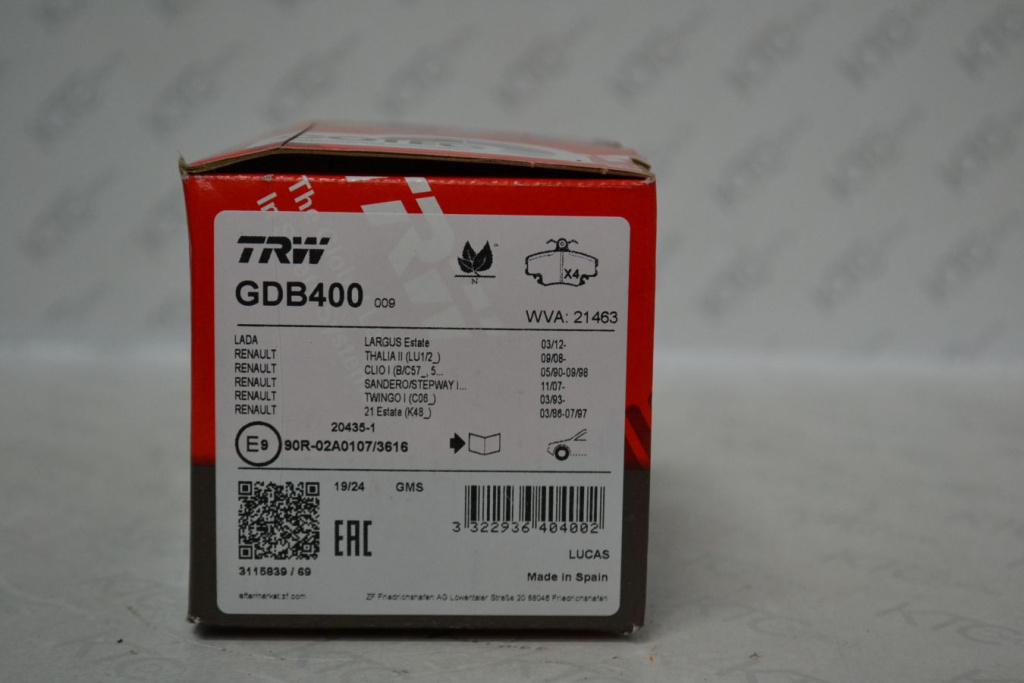 TRW
GDB400 009
X4
N
WVA: 21463
LADA LARGUS Estate 03/12-
RENAULT THALIA II (LU1/2_) 09/08-
RENAULT CLIO I (B/C57_, 5... 05/90-09/98
RENAULT SANDERO/STEPWAY I... 11/07-
RENAULT TWINGO I (C06_) 03/93-
RENAULT 21 Estate (K48_) 03/86-07/97
20435-1
E9 90R-02A0107/3616
19/24 GMS
EAC
3 322936 404002
LUCAS
3115839 / 69
Made in Spain
aftermarket.zf.com ZF Friedrichshafen AG Löwentaler Straße 20 88046 Friedrichshafen